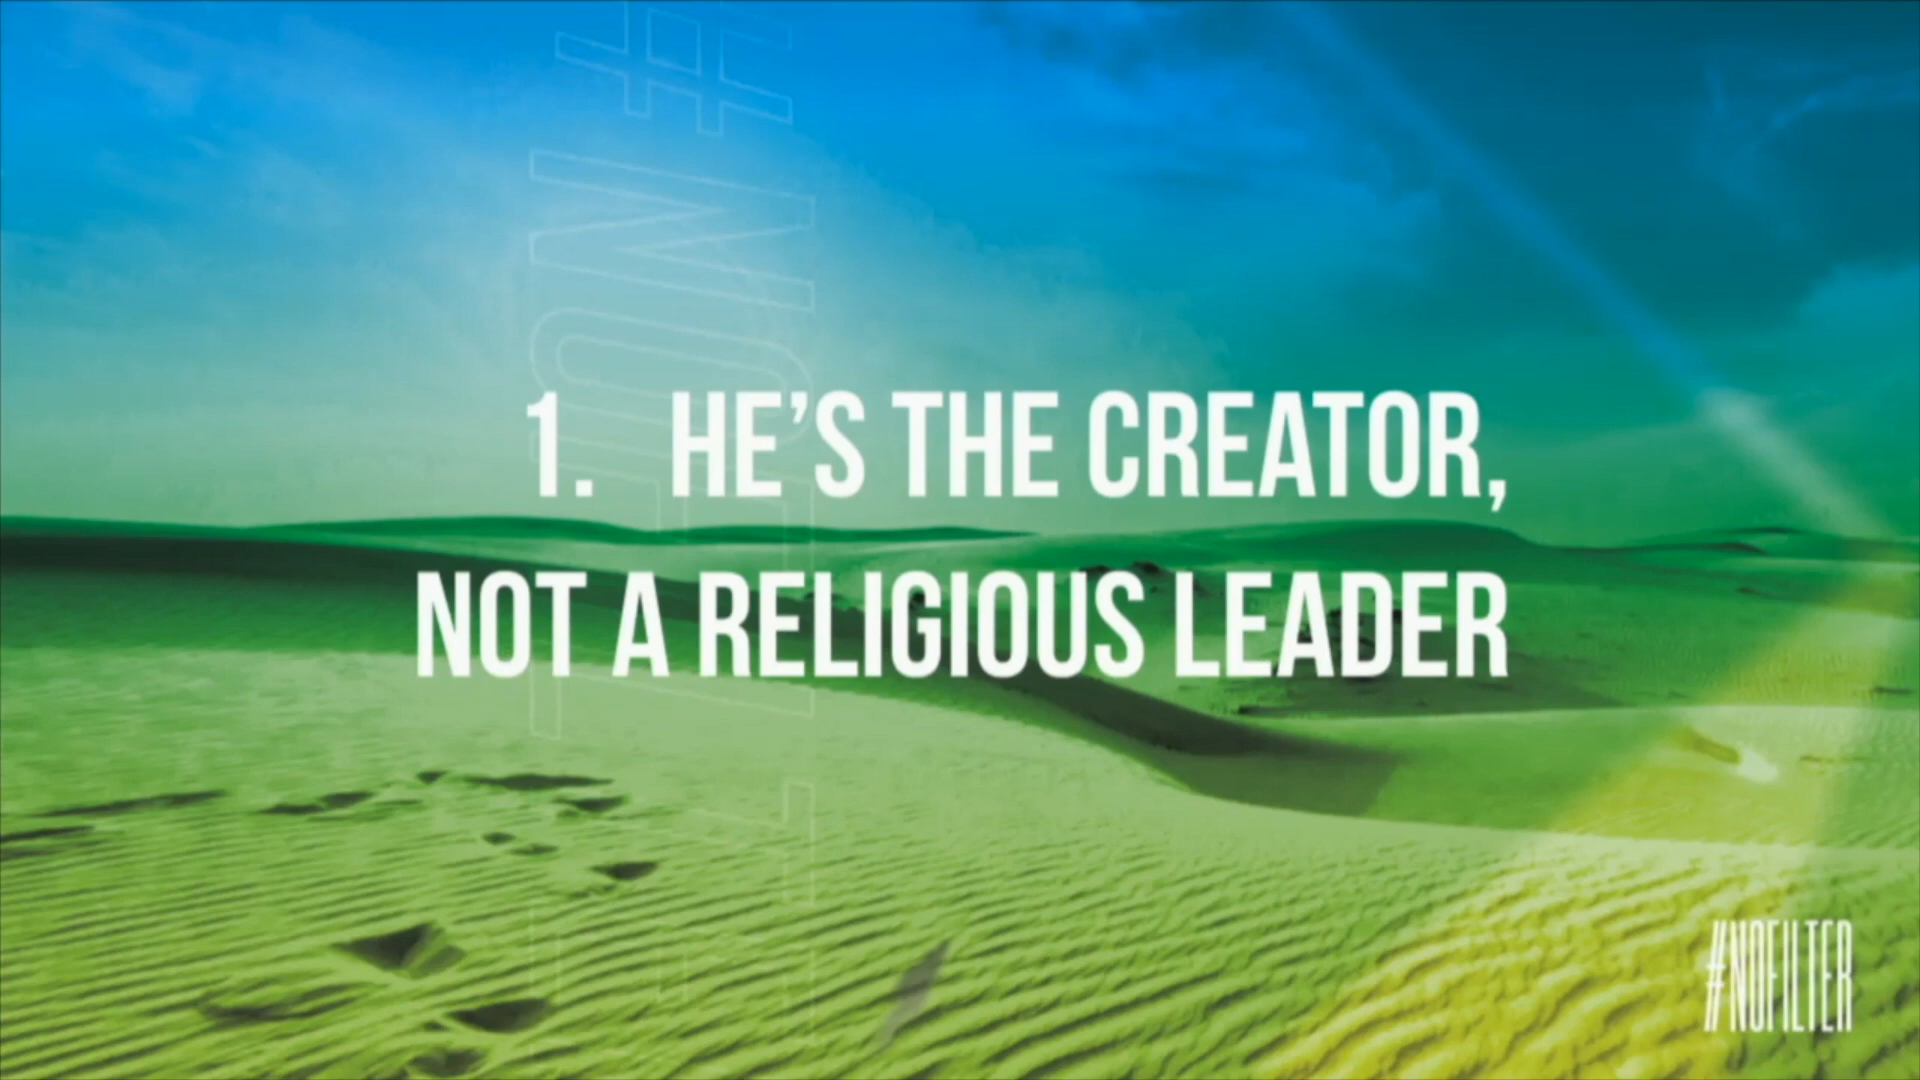 1. HE'S THE CREATOR,
NOT A RELIGIOUS LEADER
#NOFILTER